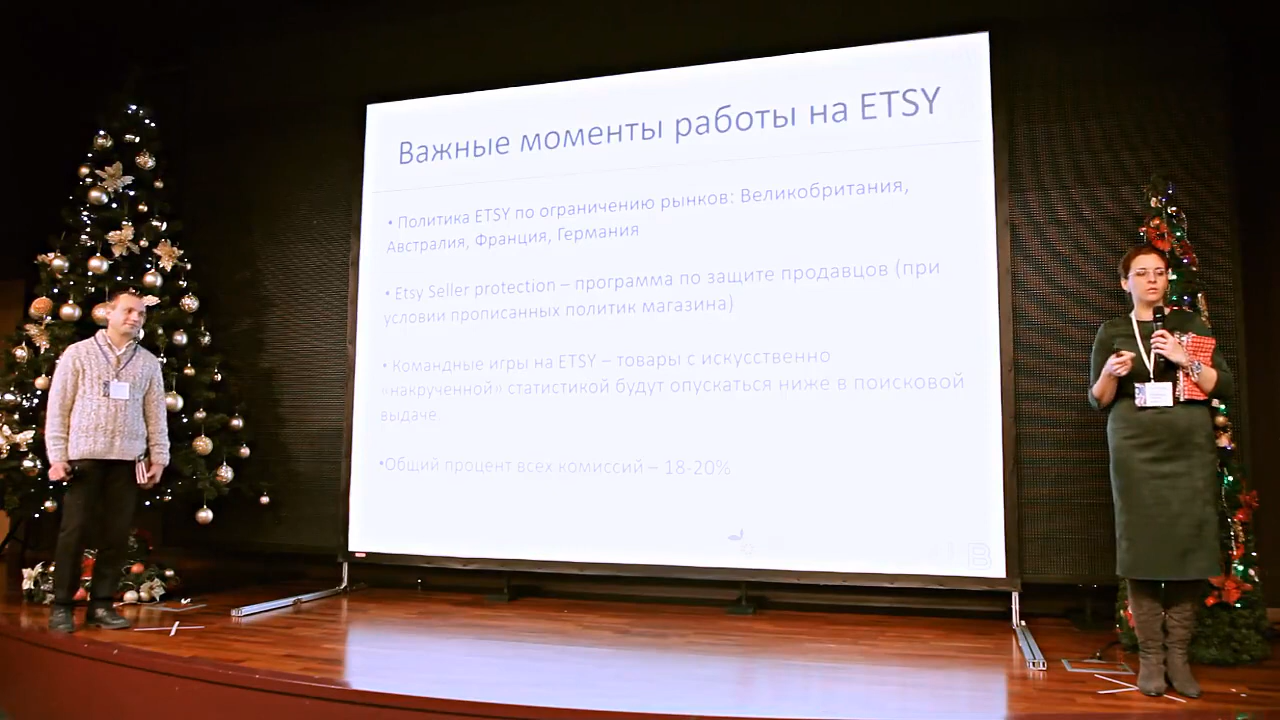 Важные моменты работы на ETSY
• Политика ETSY по ограничению рынков: Великобритания,
Австралия, Франция, Германия
• Etsy Seller protection – программа по защите продавцов (при
условии прописанных политик магазина)
• Командные игры на ETSY – товары с искусственно
«накрученной» статистикой будут опускаться ниже в поисковой
выдаче
•Общий процент всех комиссий – 18-20%